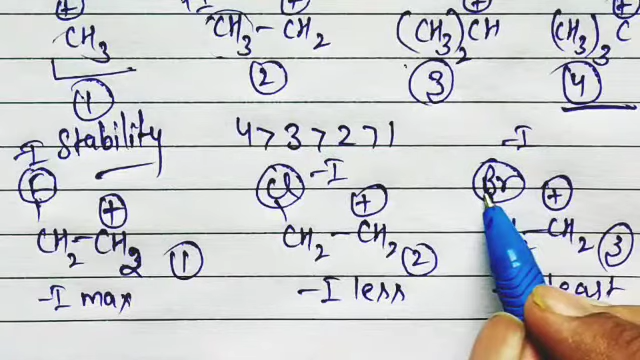 ⊕CH3 +I CH3 - ⊕CH2 (CH3)2 ⊕CH (CH3)3 ⊕C
1 2 3 4
Stability 4>3>2>1
-I F -I Cl -I Br
CH2-⊕CH2 1 CH2-⊕CH2 2 -⊕CH2 3
-I max -I less least